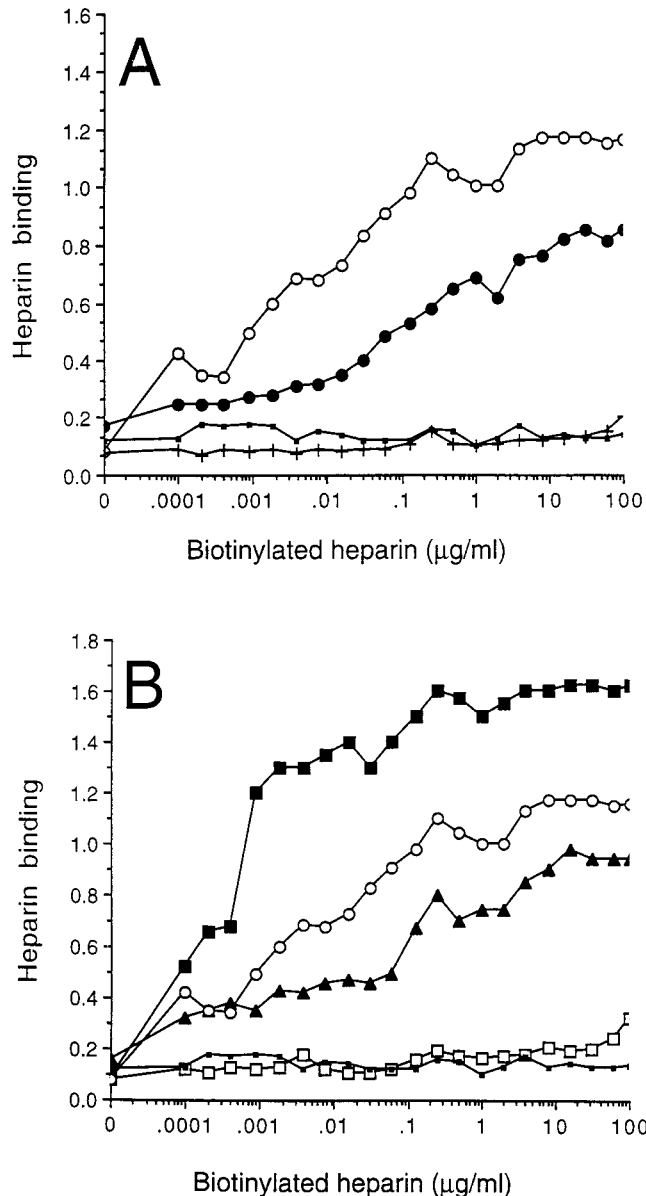 A
Heparin binding
1.6
1.4
1.2
1.0
0.8
0.6
0.4
0.2
0.0
0 .0001 .001 .01 .1 1 10 100
Biotinylated heparin (μg/ml)
B
Heparin binding
1.8
1.6
1.4
1.2
1.0
0.8
0.6
0.4
0.2
0.0
0 .0001 .001 .01 .1 1 10 100
Biotinylated heparin (μg/ml)